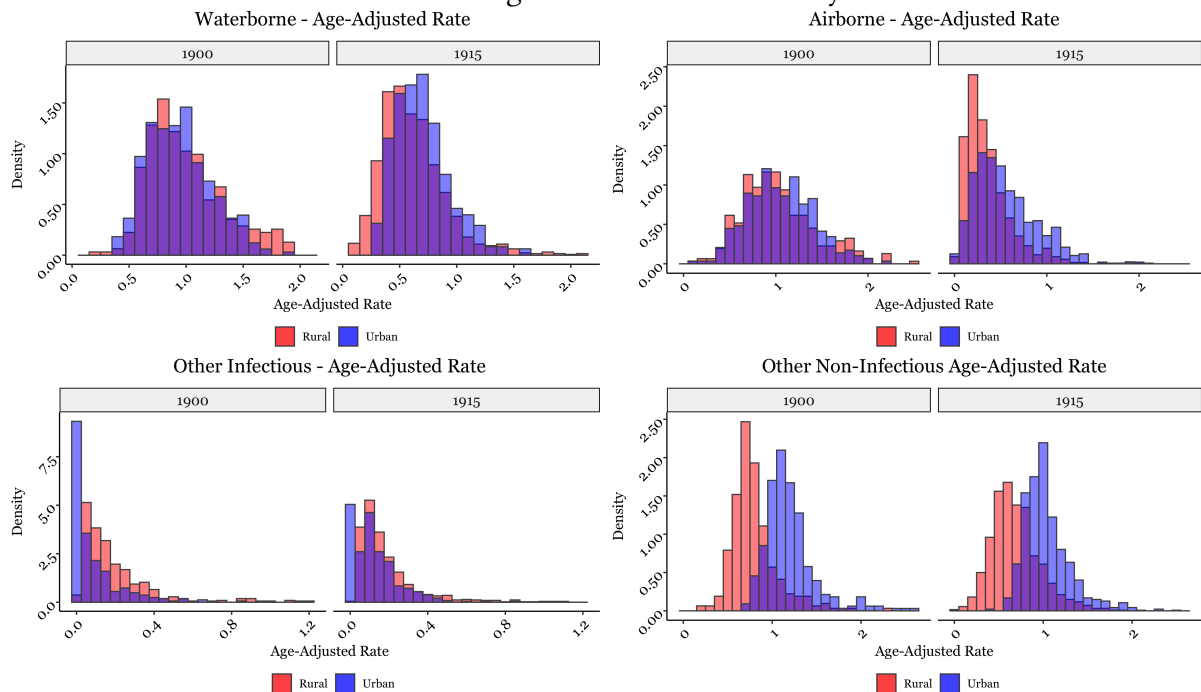 Waterborne - Age-Adjusted Rate
1900
1915
Density
0.00
0.50
1.00
1.50
0.0
0.5
1.0
1.5
2.0
0.0
0.5
1.0
1.5
2.0
Age-Adjusted Rate
Rural
Urban
Airborne - Age-Adjusted Rate
1900
1915
Density
0.00
0.50
1.00
1.50
2.00
2.50
0
1
2
0
1
2
Age-Adjusted Rate
Rural
Urban
Other Infectious - Age-Adjusted Rate
1900
1915
Density
0.0
2.5
5.0
7.5
0.0
0.4
0.8
1.2
0.0
0.4
0.8
1.2
Age-Adjusted Rate
Rural
Urban
Other Non-Infectious Age-Adjusted Rate
1900
1915
Density
0.00
0.50
1.00
1.50
2.00
2.50
0
1
2
0
1
2
Age-Adjusted Rate
Rural
Urban